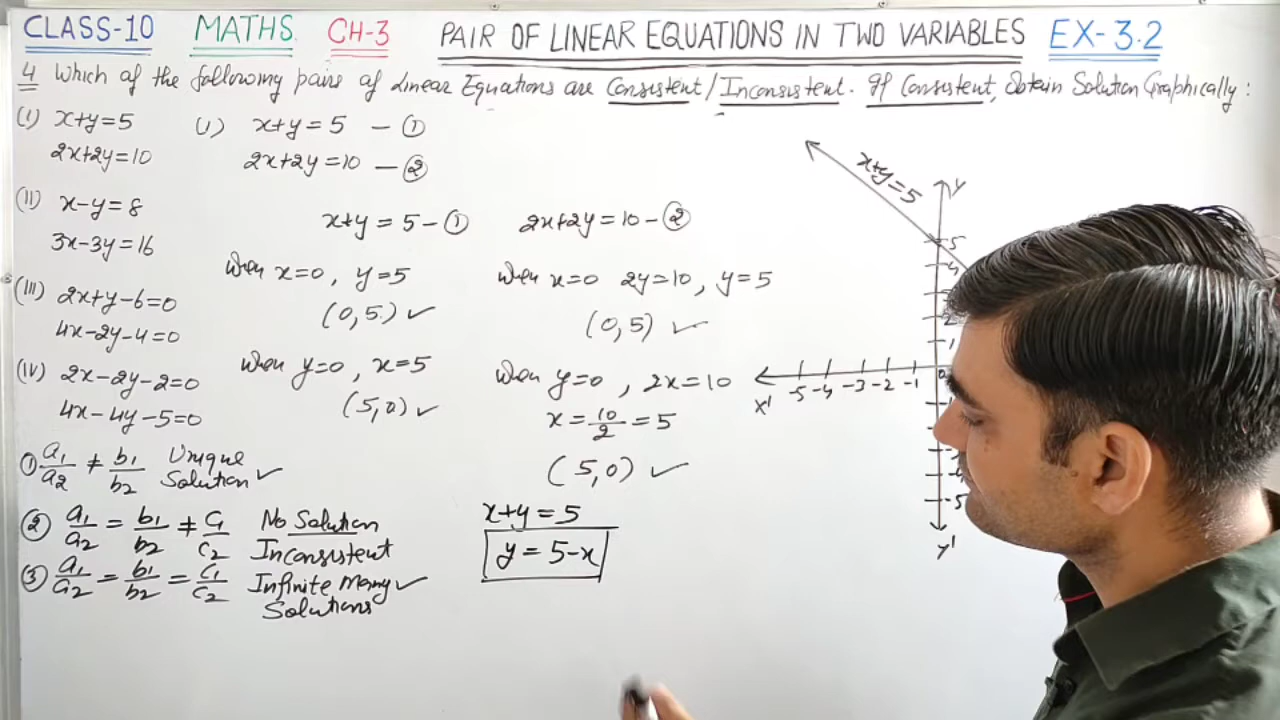 CLASS-10 MATHS CH-3 PAIR OF LINEAR EQUATIONS IN TWO VARIABLES EX-3.2
4 Which of the following pairs of Linear Equations are Consistent/Inconsistent. If Consistent, Obtain Solution Graphically:
(i) x+y=5
2x+2y=10
(II) x-y=8
3x-3y=16
(III) 2x+y-6=0
4x-2y-4=0
(IV) 2x-2y-2=0
4x-4y-5=0
① a₁/a₂ ≠ b₁/b₂ Unique Solution ✓
② a₁/a₂ = b₁/b₂ ≠ c₁/c₂ No Solution Inconsistent
③ a₁/a₂ = b₁/b₂ = c₁/c₂ Infinite Many Solutions ✓
(i) x+y=5 - ①
2x+2y=10 - ②
x+y=5-①
when x=0, y=5
(0,5) ✓
when y=0, x=5
(5,0) ✓
2x+2y=10-②
when x=0 2y=10, y=5
(0,5) ✓
when y=0, 2x=10
x=10/2=5
(5,0) ✓
x+y=5
y=5-x
x+y=5
Y
5
4
2
1
X' -5 -4 -3 -2 -1 0
-5
Y'